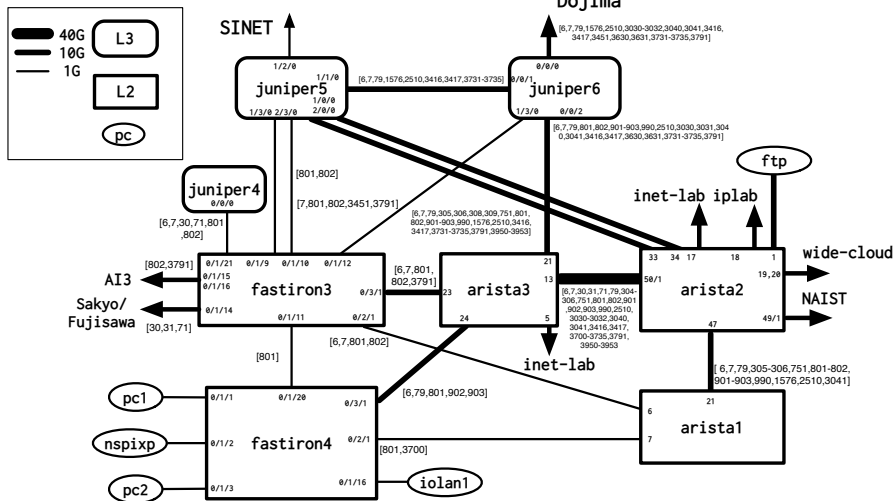 Dojima
SINET
40G
10G
1G
L3
L2
pc
[6,7,79,1576,2510,3030-3032,3040,3041,3416,
3417,3451,3630,3631,3731-3735,3791]
1/2/0
1/1/0
juniper5
1/0/0
1/3/0
2/3/0
2/0/0
[6,7,79,1576,2510,3416,3417,3731-3735]
0/0/0
0/0/1
juniper6
1/3/0
0/0/2
[6,7,79,801,802,901-903,990,2510,3030,3031,304
0,3041,3416,3417,3630,3631,3731-3735,3791]
ftp
juniper4
0/0/0
[801,802]
[7,801,802,3451,3791]
inet-lab
iplab
[6,7,30,71,801
,802]
[6,7,79,305,306,308,309,751,801,
802,901-903,990,1576,2510,3416,
3417,3731-3735,3791,3950-3953]
[802,3791]
AI3
Sakyo/
Fujisawa
[30,31,71]
0/1/21
0/1/9
0/1/10
0/1/12
0/1/15
0/1/16
0/1/14
fastiron3
0/3/1
0/1/11
0/2/1
[6,7,801,
802,3791]
21
13
23
arista3
24
5
[6,7,30,31,71,79,304-
306,751,801,802,901
,902,903,990,2510,
3030-3032,3040,
3041,3416,3417,
3700-3735,3791,
3950-3953]
33
34
17
18
1
50/1
19,20
arista2
49/1
47
wide-cloud
NAIST
inet-lab
[801]
[6,7,801,802]
[6,79,801,902,903]
[ 6,7,79,305-306,751,801-802,
901-903,990,1576,2510,3041]
pc1
nspixp
pc2
0/1/1
0/1/20
0/3/1
0/1/2
fastiron4
0/2/1
0/1/3
0/1/16
[801,3700]
iolan1
21
6
arista1
7